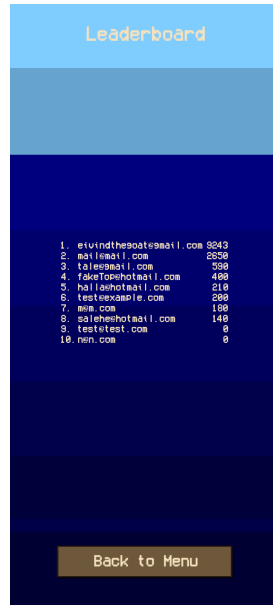 Leaderboard
1. eivindthegoat@gmail.com 9243
2. mail@mail.com 2650
3. tale@gmail.com 590
4. fakeTop@hotmail.com 400
5. halla@hotmail.com 210
6. test@example.com 200
7. m@m.com 180
8. salehe@hotmail.com 140
9. test@test.com 0
10. n@n.com 0
Back to Menu